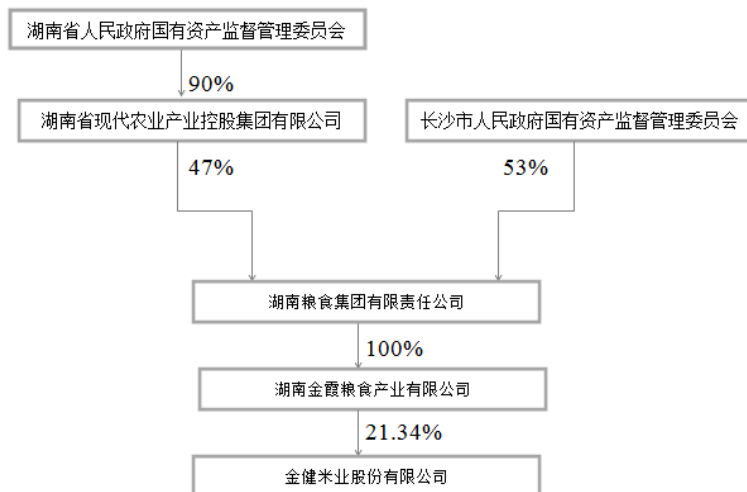 湖南省人民政府国有资产监督管理委员会
90%
湖南省现代农业产业控股集团有限公司
长沙市人民政府国有资产监督管理委员会
47%
53%
湖南粮食集团有限责任公司
100%
湖南金霞粮食产业有限公司
21.34%
金健米业股份有限公司